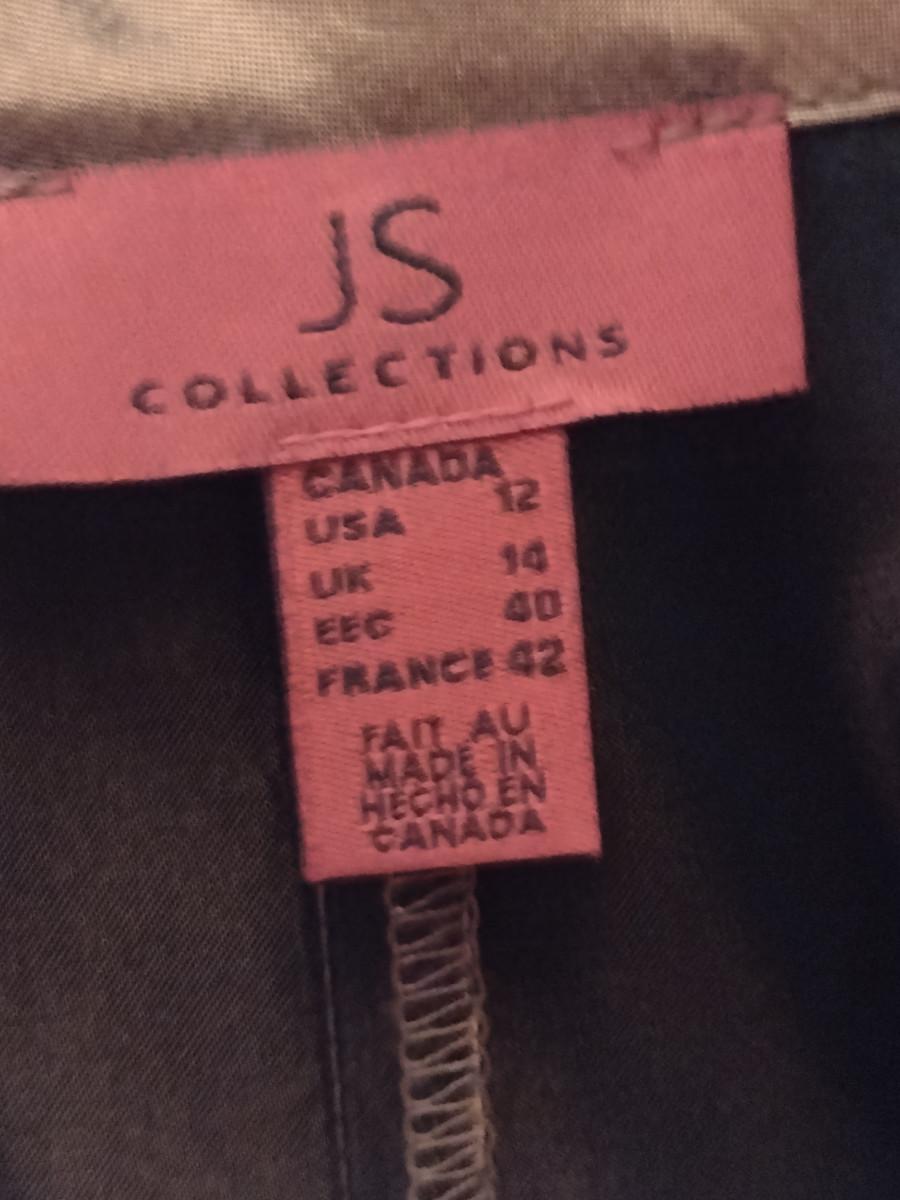 JS
COLLECTIONS
CANADA
USA 12
UK 14
EEC 40
FRANCE 42
FAIT AU
MADE IN
HECHO EN
CANADA